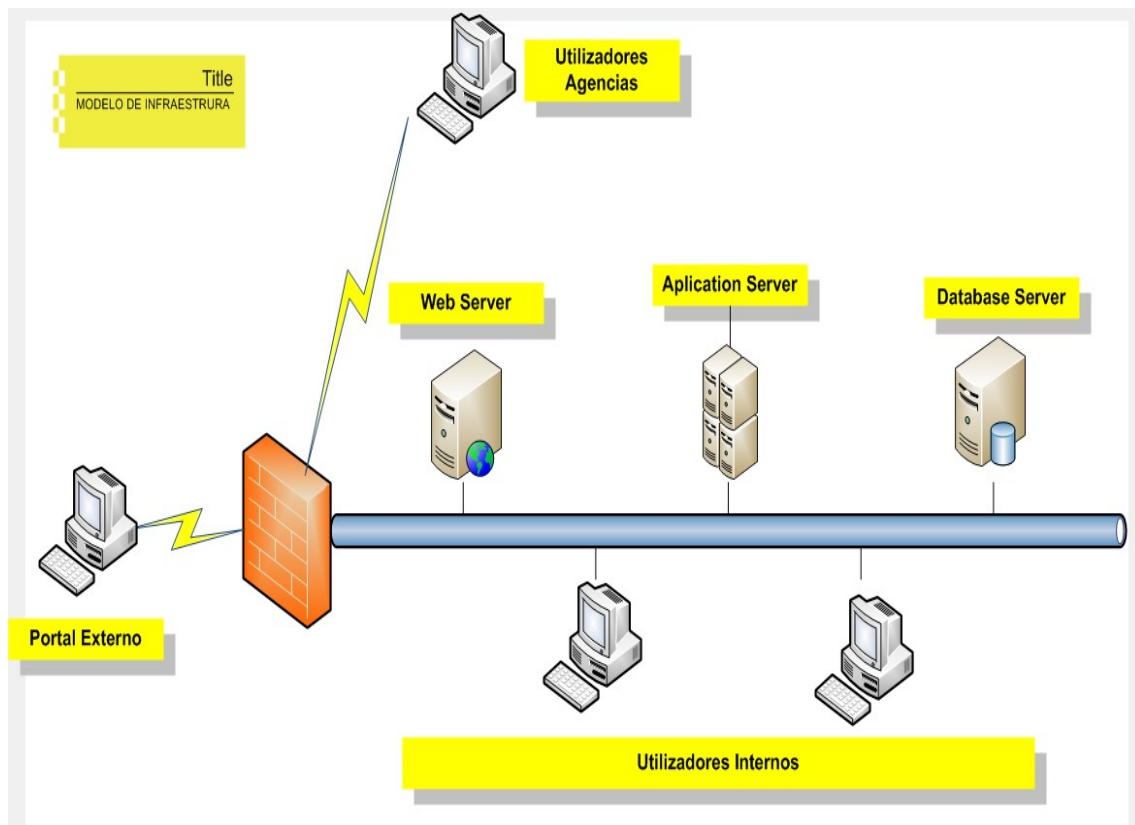 Title
MODELO DE INFRAESTRURA
Utilizadores
Agencias
Web Server
Aplication Server
Database Server
Portal Externo
Utilizadores Internos